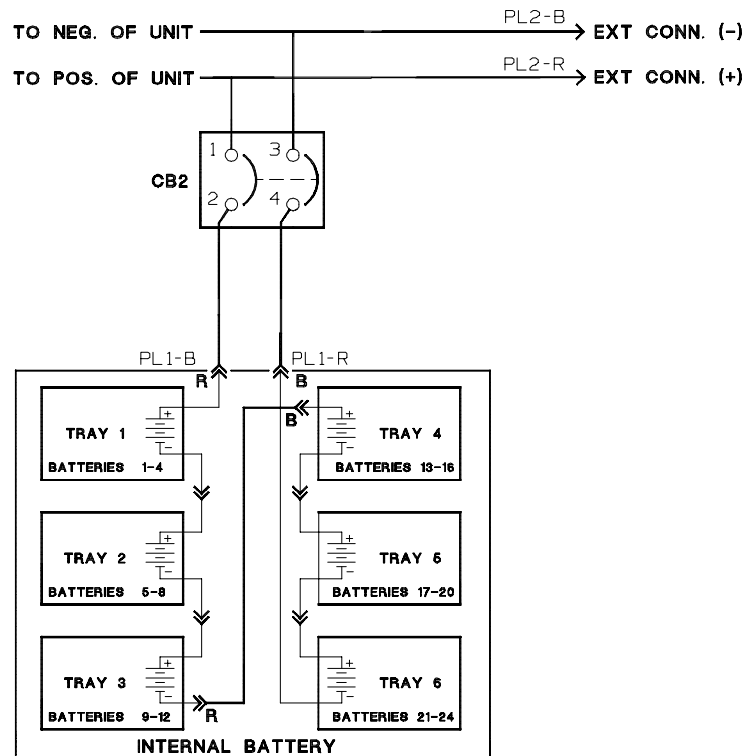 PL2-B
TO NEG. OF UNIT EXT CONN. (-)
PL2-R
TO POS. OF UNIT EXT CONN. (+)
1 3
CB2
2 4
PL1-B PL1-R
R B
+ B +
TRAY 1 TRAY 4
- -
BATTERIES 1-4 BATTERIES 13-16
+ +
TRAY 2 TRAY 5
- -
BATTERIES 5-8 BATTERIES 17-20
+ +
TRAY 3 TRAY 6
- -
BATTERIES 9-12 R BATTERIES 21-24
INTERNAL BATTERY